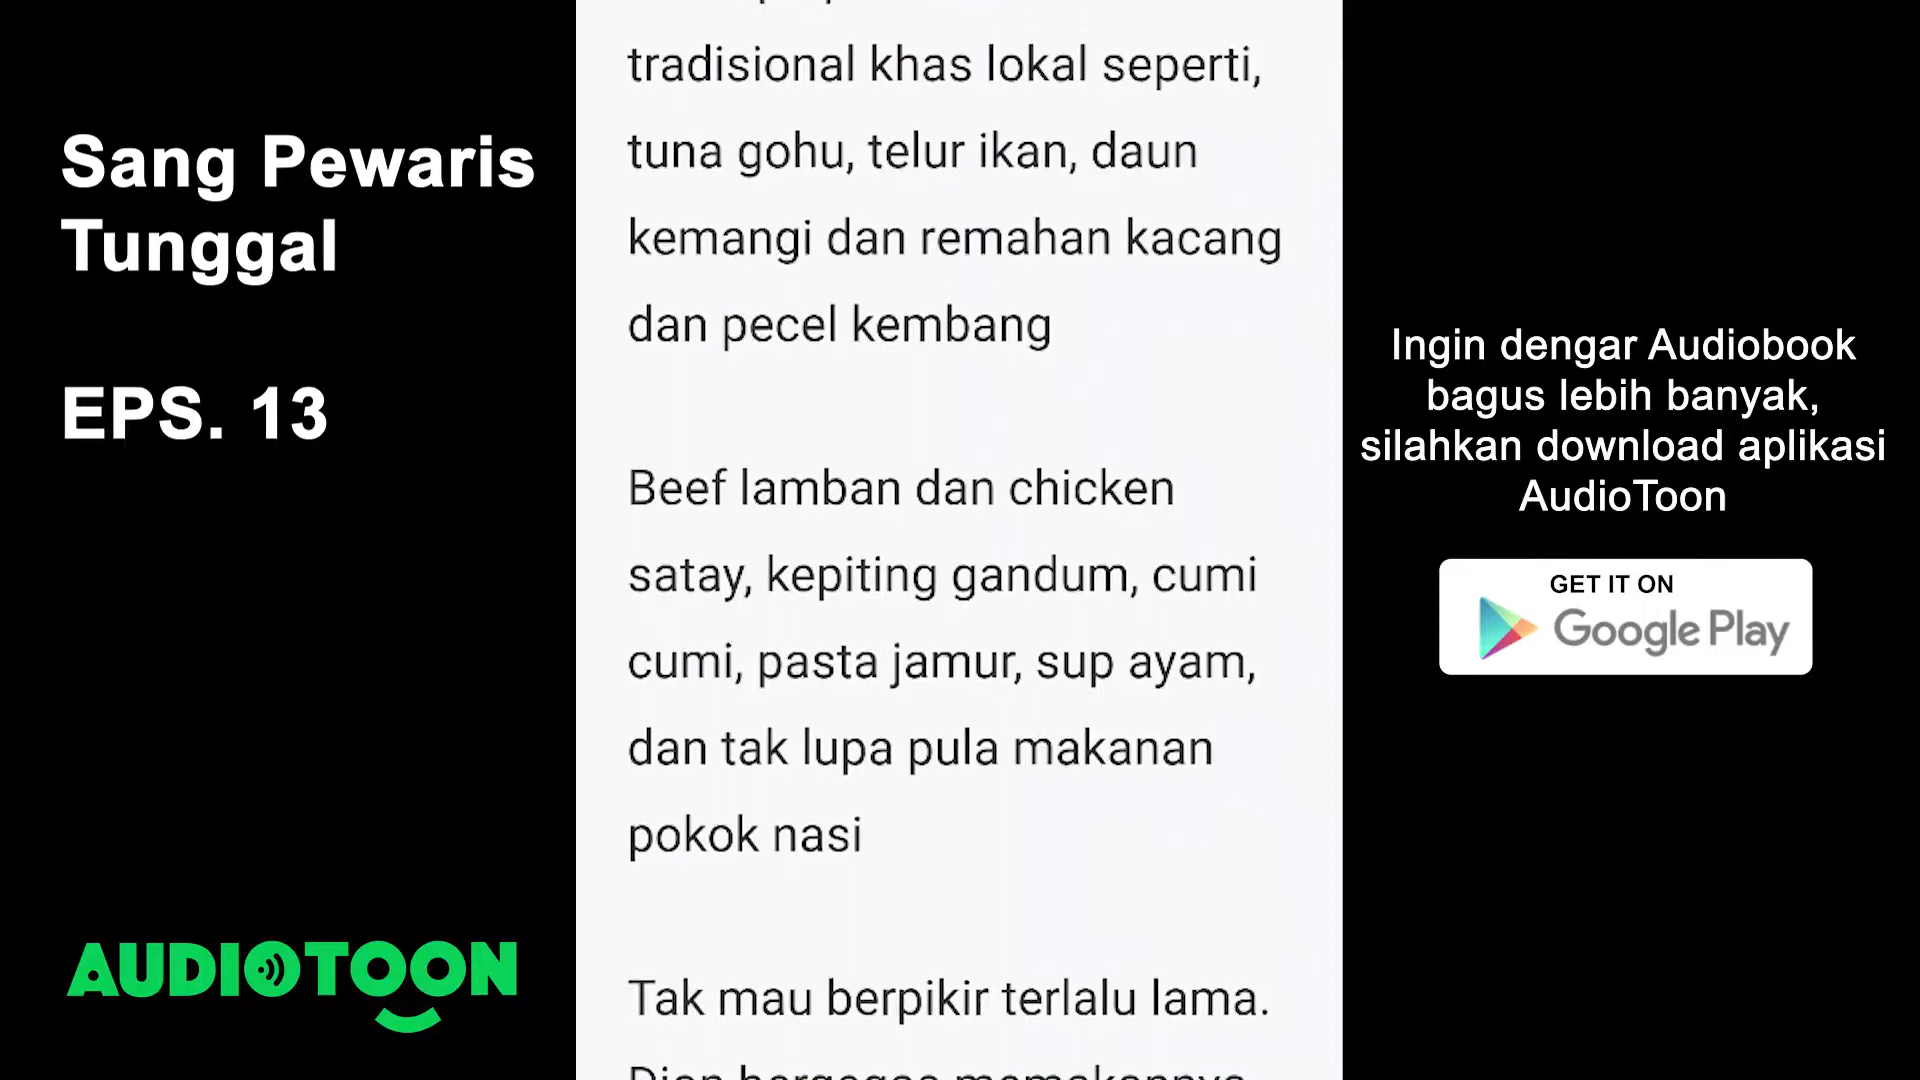 Sang Pewaris
Tunggal
EPS. 13
AUDIOTOON
tradisional khas lokal seperti,
tuna gohu, telur ikan, daun
kemangi dan remahan kacang
dan pecel kembang
Beef lamban dan chicken
satay, kepiting gandum, cumi
cumi, pasta jamur, sup ayam,
dan tak lupa pula makanan
pokok nasi
Tak mau berpikir terlalu lama.
Ingin dengar Audiobook
bagus lebih banyak,
silahkan download aplikasi
AudioToon
GET IT ON
Google Play